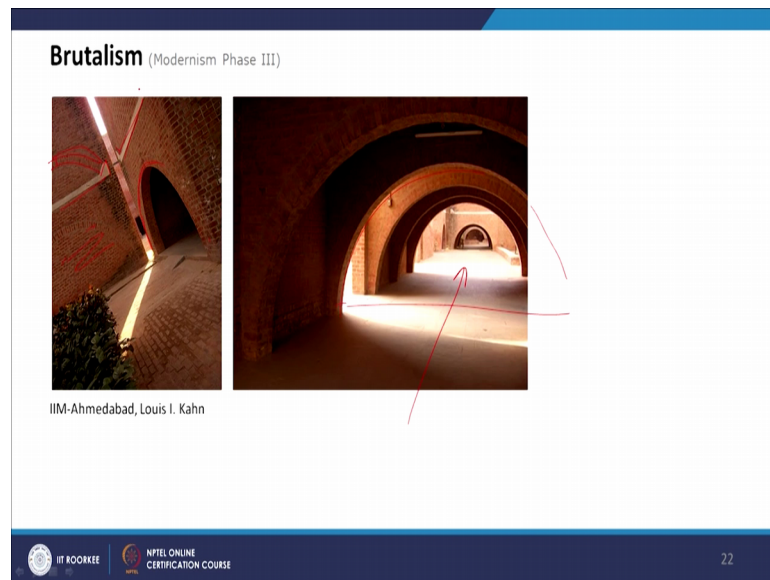 Brutalism (Modernism Phase III)
IIM-Ahmedabad, Louis I. Kahn
IIT ROORKEE
NPTEL ONLINE
CERTIFICATION COURSE
22